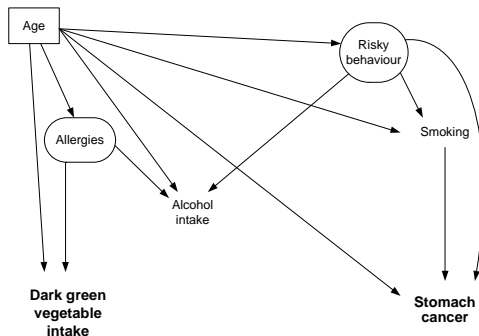 Age
Risky
behaviour
Allergies
Smoking
Alcohol
intake
Dark green
vegetable
intake
Stomach
cancer